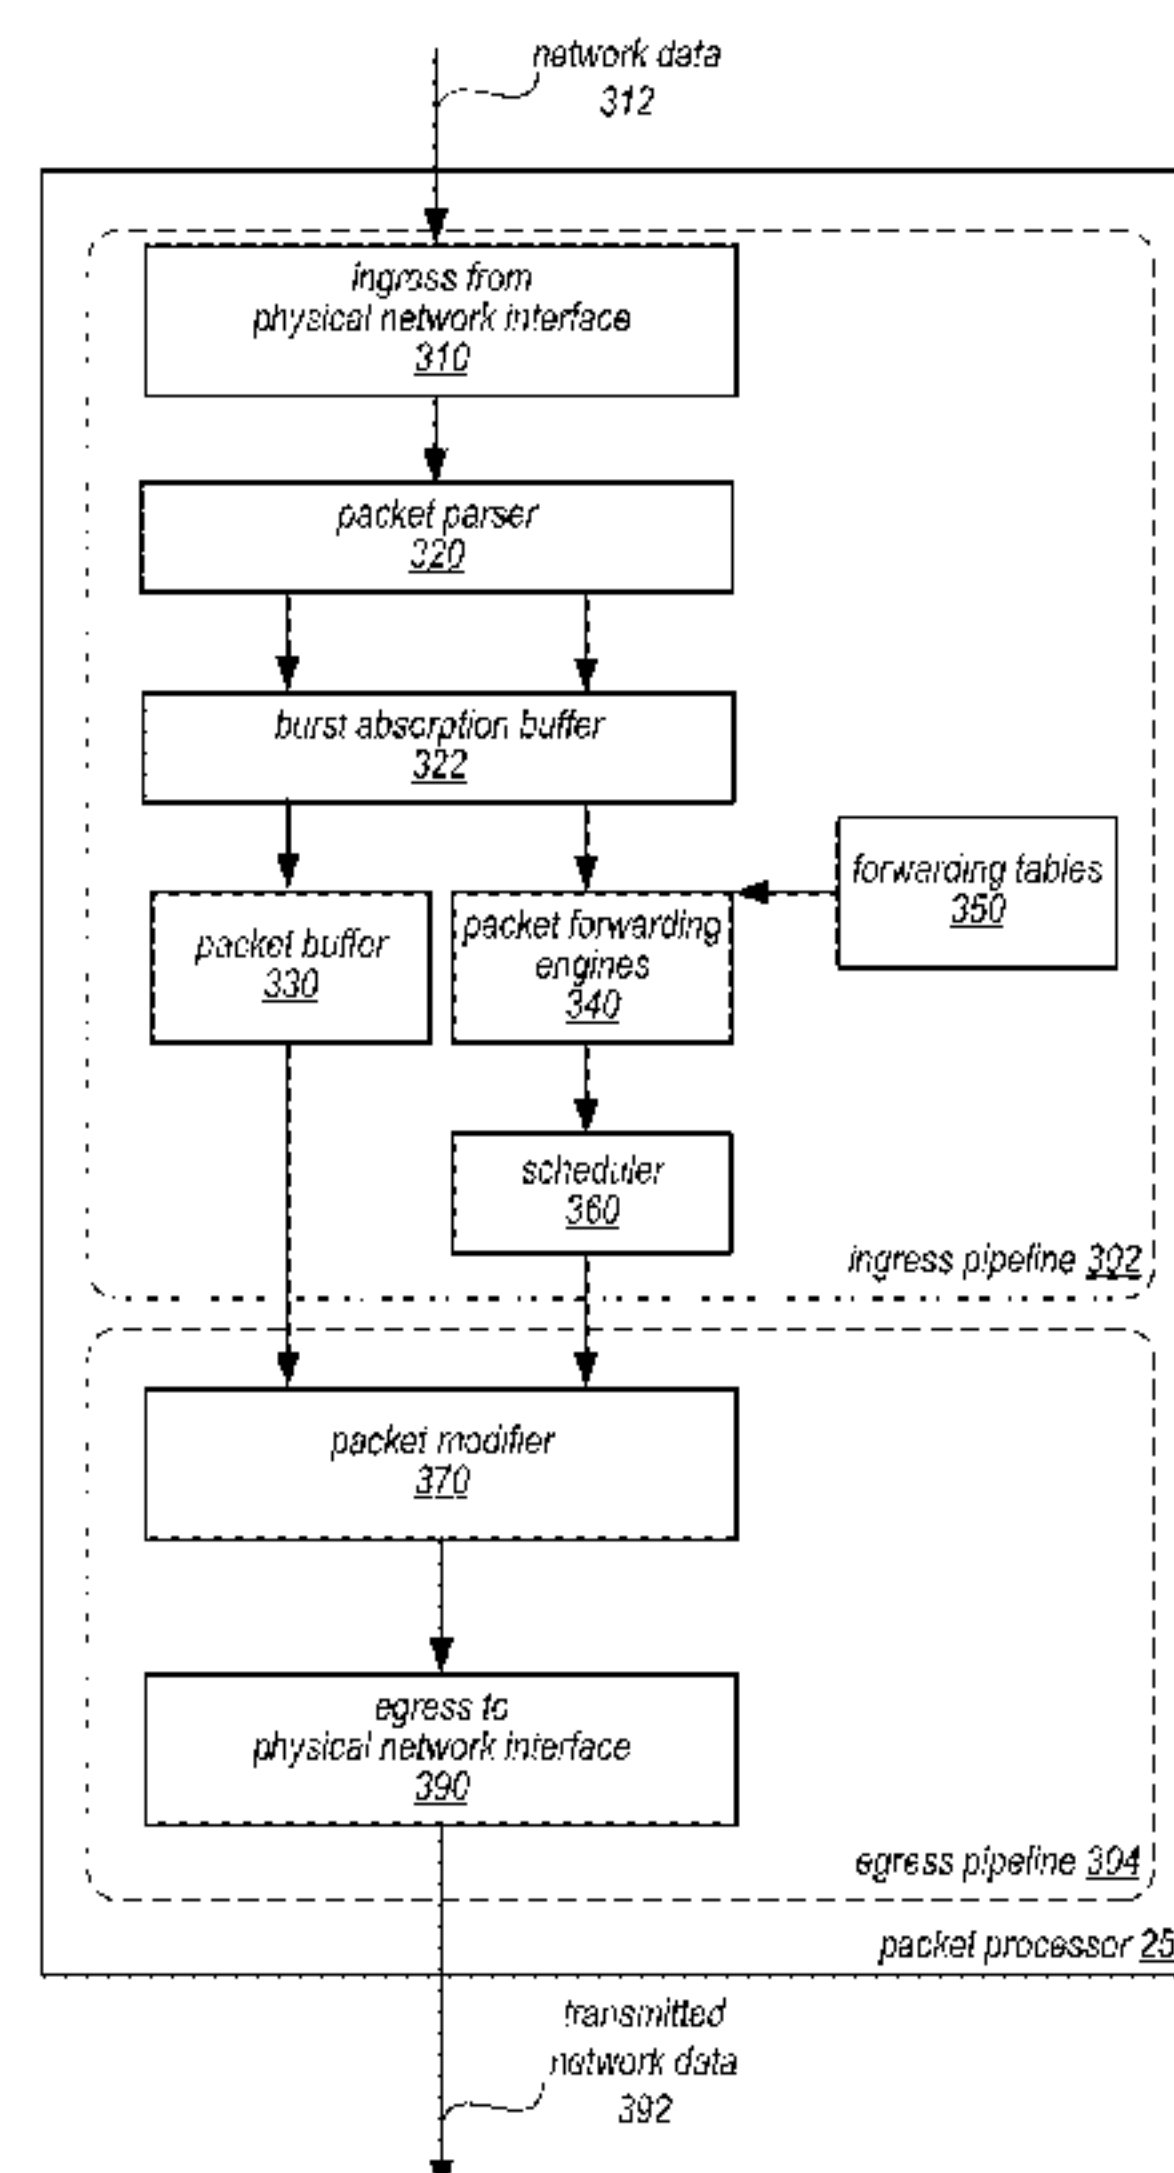 network data
312
ingress from
physical network interface
310
packet parser
320
burst absorption buffer
322
forwarding tables
350
packet buffer
330
packet forwarding
engines
340
scheduler
360
ingress pipeline 302
packet modifier
370
egress to
physical network interface
390
egress pipeline 304
packet processor 25
transmitted
network data
392